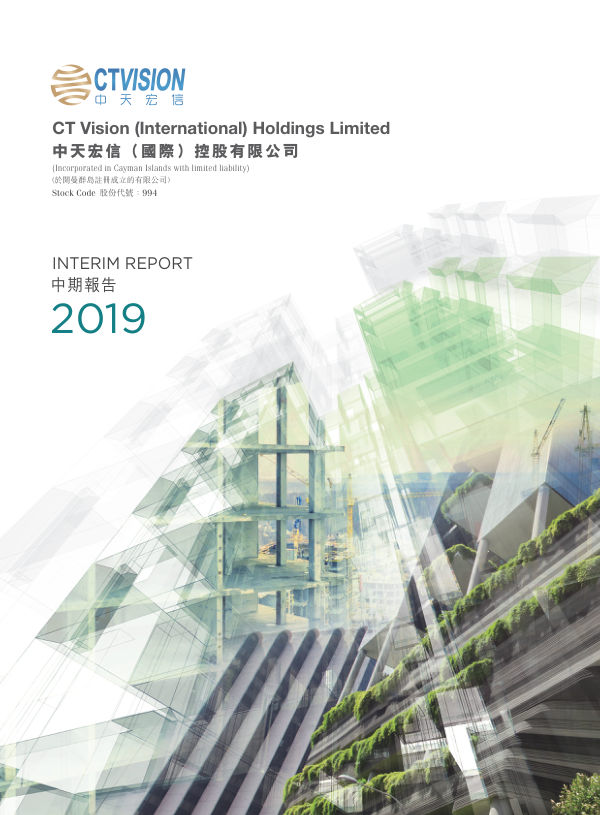 CTVISION
中天宏信
CT Vision (International) Holdings Limited
中天宏信（國際）控股有限公司
(Incorporated in Cayman Islands with limited liability)
(於開曼群島註冊成立的有限公司)
Stock Code 股份代號：994
INTERIM REPORT
中期報告
2019